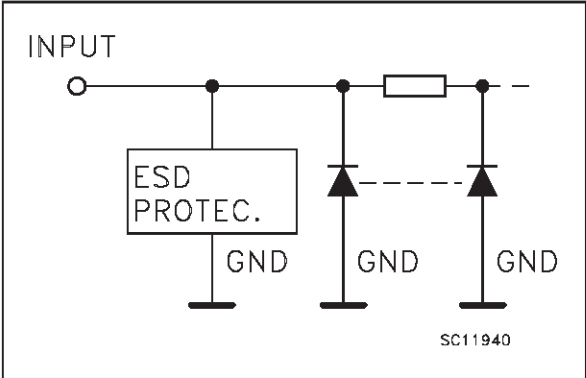 INPUT
ESD
PROTEC.
GND
GND
GND
SC11940